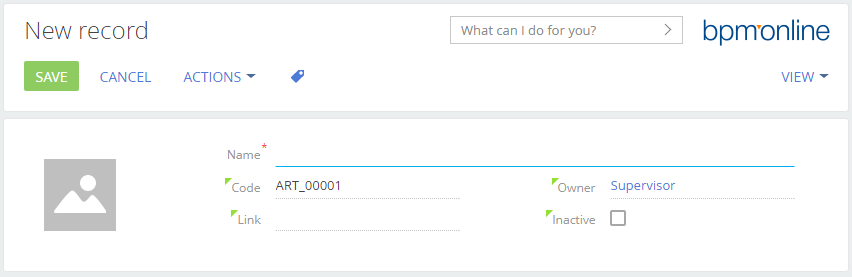 New record
What can I do for you?
bpm'online
SAVE
CANCEL
ACTIONS
VIEW
Name*
Code
ART_00001
Owner
Supervisor
Link
Inactive